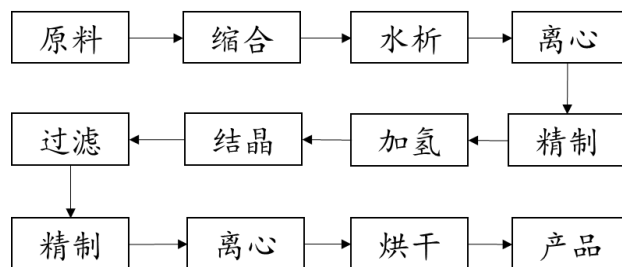 原料 缩合 水析 离心
过滤 结晶 加氢 精制
精制 离心 烘干 产品